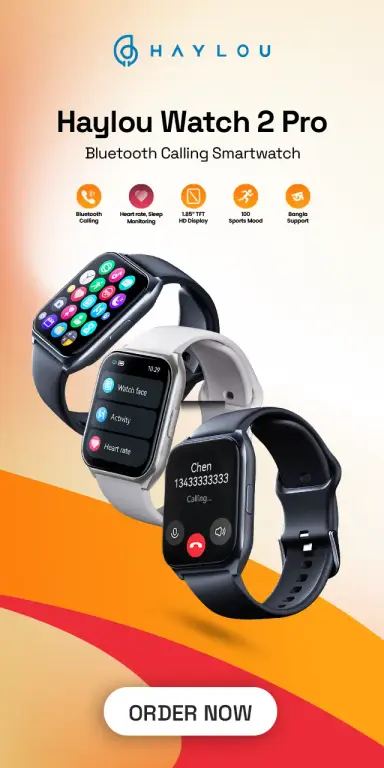 HAYLOU
Haylou Watch 2 Pro
Bluetooth Calling Smartwatch
Bluetooth
Calling
Heart rate, Sleep
Monitoring
1.85" TFT
HD Display
100
Sports Mood
Bangla
Support
10:29
Watch face
Activity
Heart rate
Chen
13433333333
Calling...
ORDER NOW